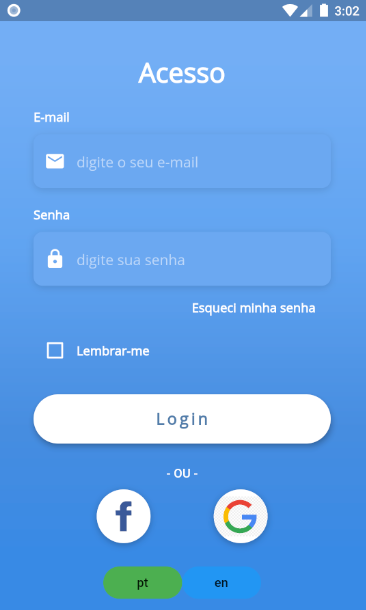 3:02
Acesso
E-mail
digite o seu e-mail
Senha
digite sua senha
Esqueci minha senha
Lembrar-me
Login
- OU -
f G
pt en